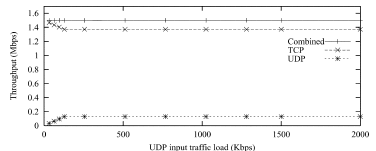 1.6
1.4
1.2
1
0.8
0.6
0.4
0.2
0
Throughput (Mbps)
Combined
TCP
UDP
0 500 1000 1500 2000
UDP input traffic load (Kbps)